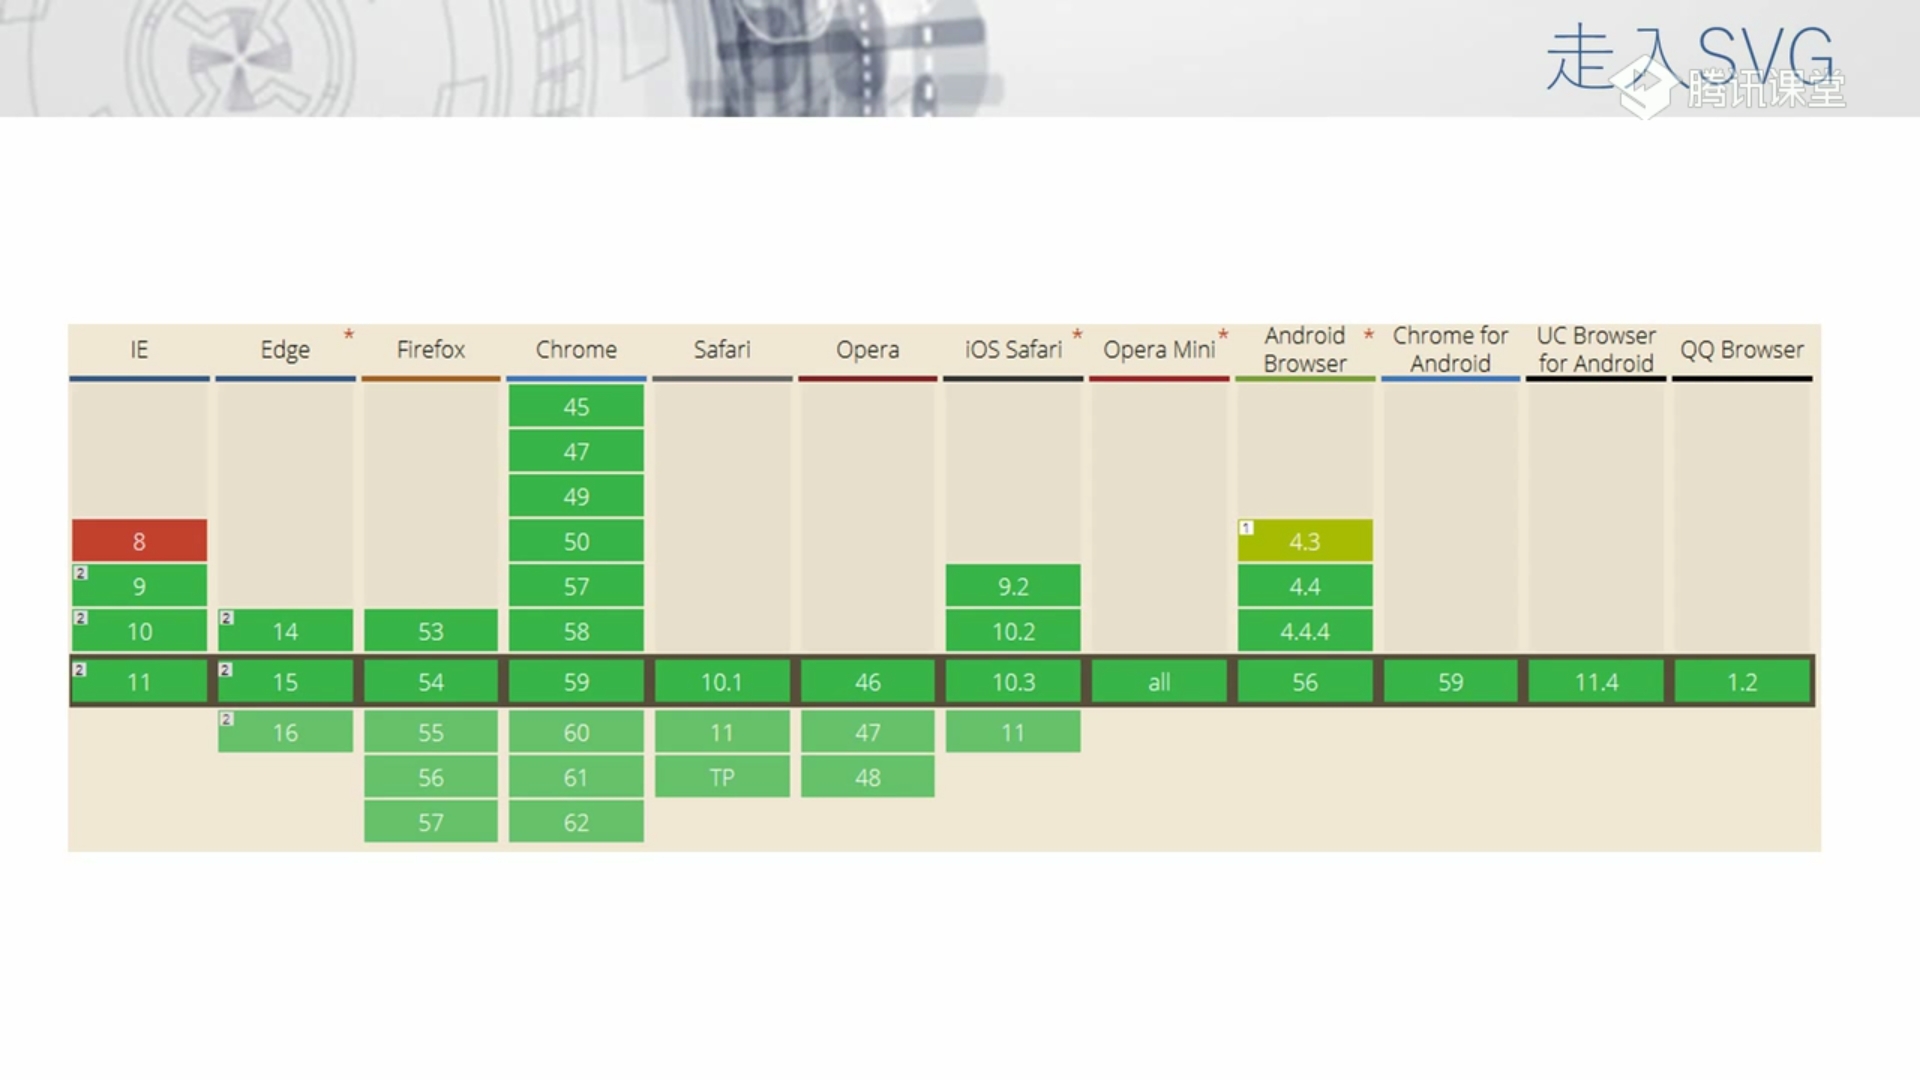 走入SVG
腾讯课堂
IE Edge * Firefox Chrome Safari Opera iOS Safari * Opera Mini * Android Browser * Chrome for Android UC Browser for Android QQ Browser
45
47
49
8 50 1 4.3
2 9 57 9.2 4.4
2 10 2 14 53 58 10.2 4.4.4
2 11 2 15 54 59 10.1 46 10.3 all 56 59 11.4 1.2
2 16 55 60 11 47 11
56 61 TP 48
57 62